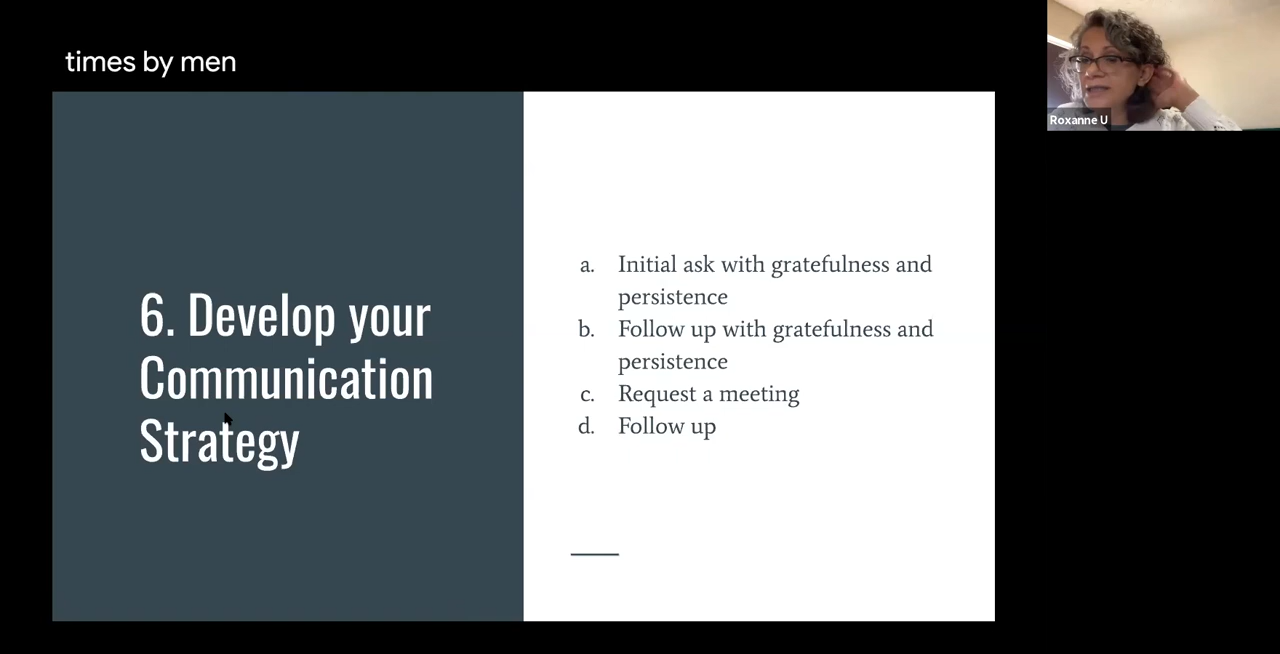 times by men
Roxanne U
6. Develop your
Communication
Strategy
a. Initial ask with gratefulness and
persistence
b. Follow up with gratefulness and
persistence
c. Request a meeting
d. Follow up